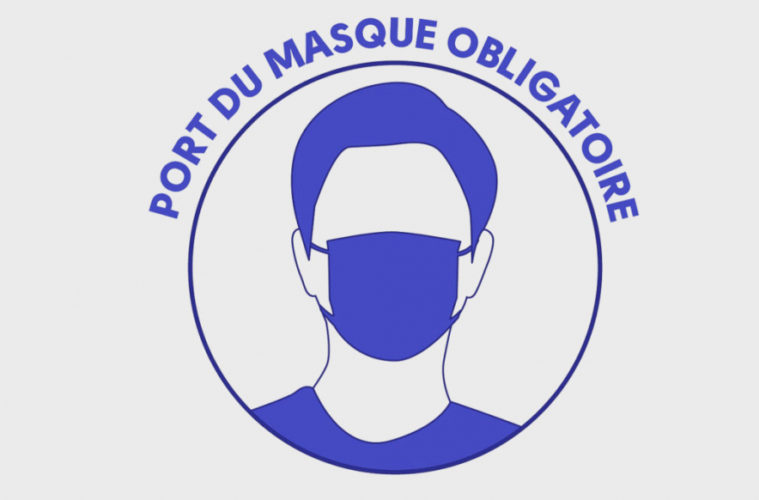 PORT DU MASQUE OBLIGATOIRE